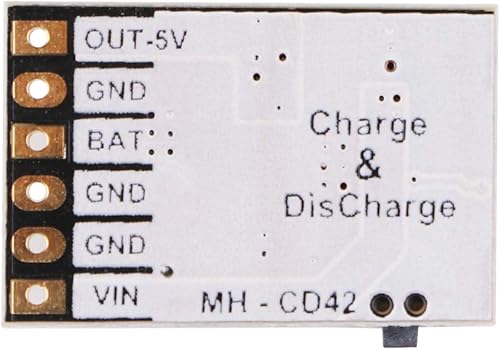 OUT-5V
GND
BAT
GND
GND
VIN
Charge
&
DisCharge
MH - CD42